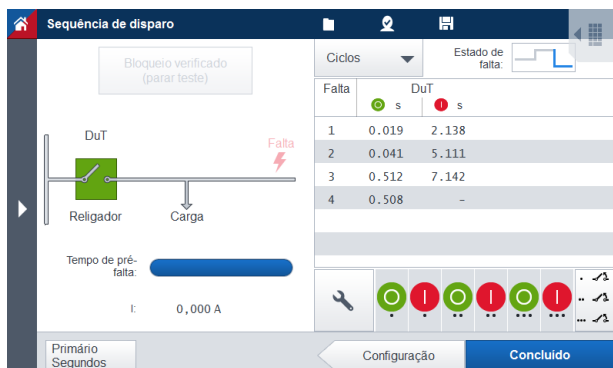 Sequência de disparo
Bloqueio verificado
(parar teste)
Ciclos
Estado de
falta:
Falta
DuT
s
s
1 0.019 2.138
2 0.041 5.111
3 0.512 7.142
4 0.508 -
DuT
Falta
Religador
Carga
Tempo de pré-
falta:
I: 0,000 A
Primário
Segundos
Configuração
Concluído